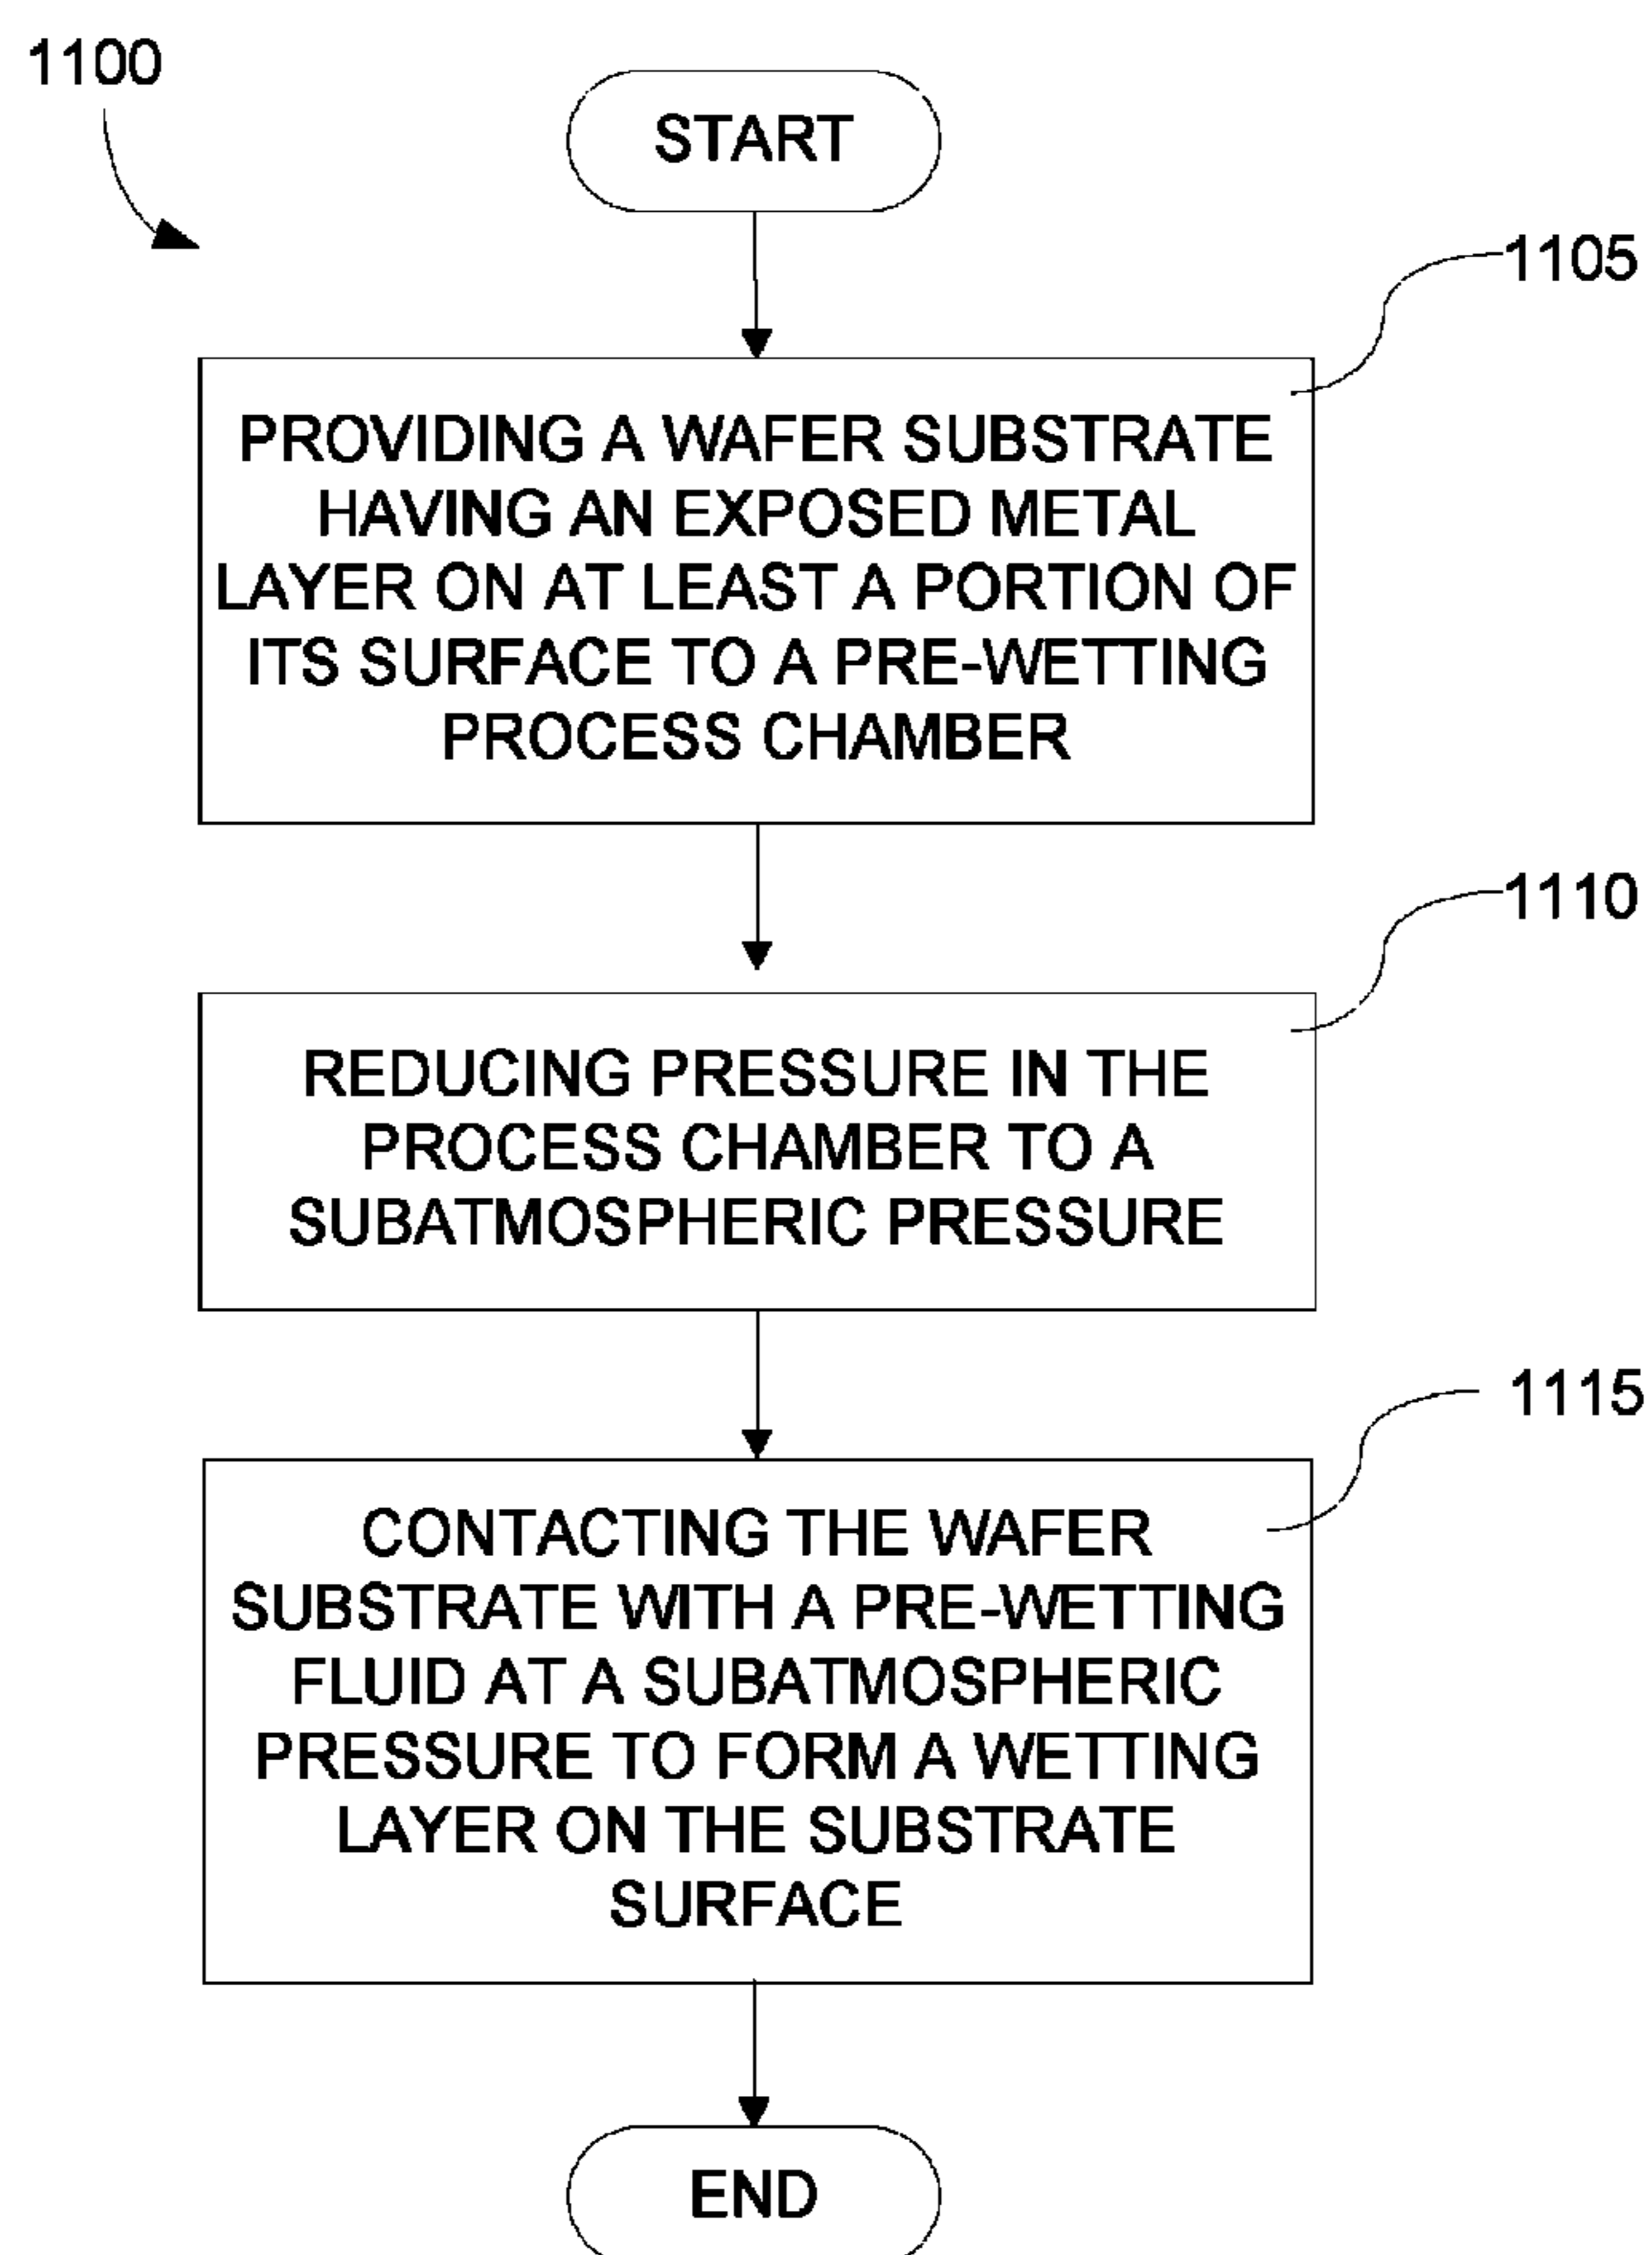 1100
START
1105
PROVIDING A WAFER SUBSTRATE
HAVING AN EXPOSED METAL
LAYER ON AT LEAST A PORTION OF
ITS SURFACE TO A PRE-WETTING
PROCESS CHAMBER
1110
REDUCING PRESSURE IN THE
PROCESS CHAMBER TO A
SUBATMOSPHERIC PRESSURE
1115
CONTACTING THE WAFER
SUBSTRATE WITH A PRE-WETTING
FLUID AT A SUBATMOSPHERIC
PRESSURE TO FORM A WETTING
LAYER ON THE SUBSTRATE
SURFACE
END